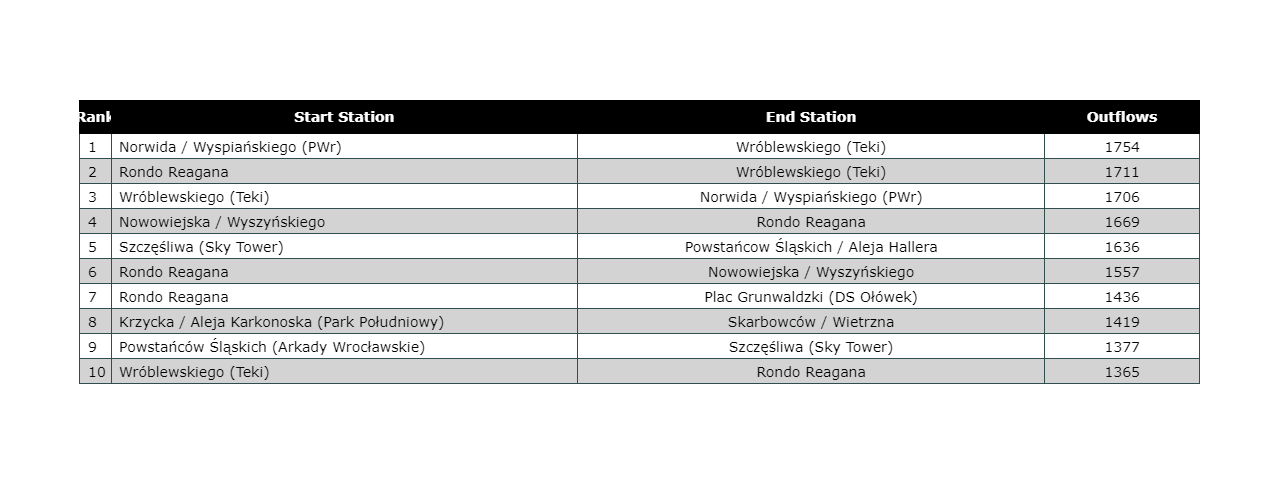 Rank Start Station End Station Outflows
1 Norwida / Wyspiańskiego (PWr) Wróblewskiego (Teki) 1754
2 Rondo Reagana Wróblewskiego (Teki) 1711
3 Wróblewskiego (Teki) Norwida / Wyspiańskiego (PWr) 1706
4 Nowowiejska / Wyszyńskiego Rondo Reagana 1669
5 Szczęśliwa (Sky Tower) Powstańcow Śląskich / Aleja Hallera 1636
6 Rondo Reagana Nowowiejska / Wyszyńskiego 1557
7 Rondo Reagana Plac Grunwaldzki (DS Ołówek) 1436
8 Krzycka / Aleja Karkonoska (Park Południowy) Skarbowców / Wietrzna 1419
9 Powstańców Śląskich (Arkady Wrocławskie) Szczęśliwa (Sky Tower) 1377
10 Wróblewskiego (Teki) Rondo Reagana 1365